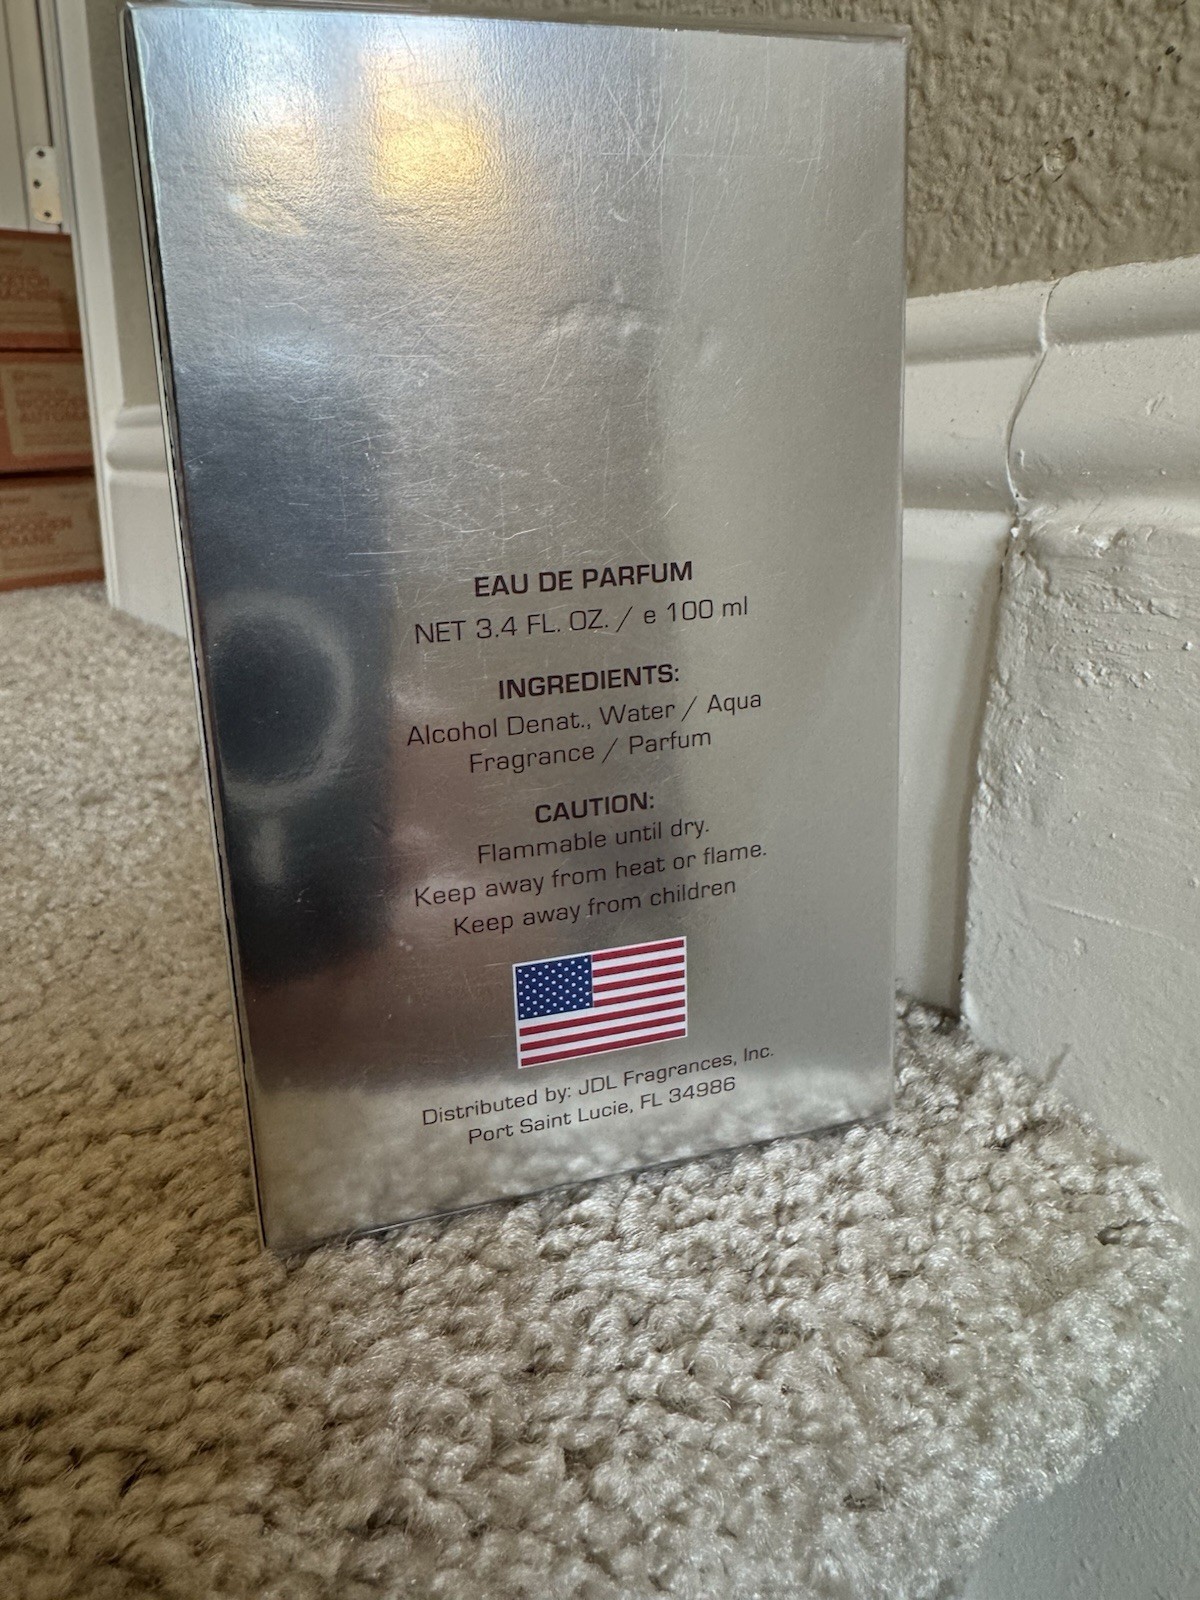 EAU DE PARFUM
NET 3.4 FL. OZ. / e 100 ml
INGREDIENTS:
Alcohol Denat., Water / Aqua
Fragrance / Parfum
CAUTION:
Flammable until dry.
Keep away from heat or flame.
Keep away from children
Distributed by: JDL Fragrances, Inc.
Port Saint Lucie, FL 34986
WOODEN
CRANE